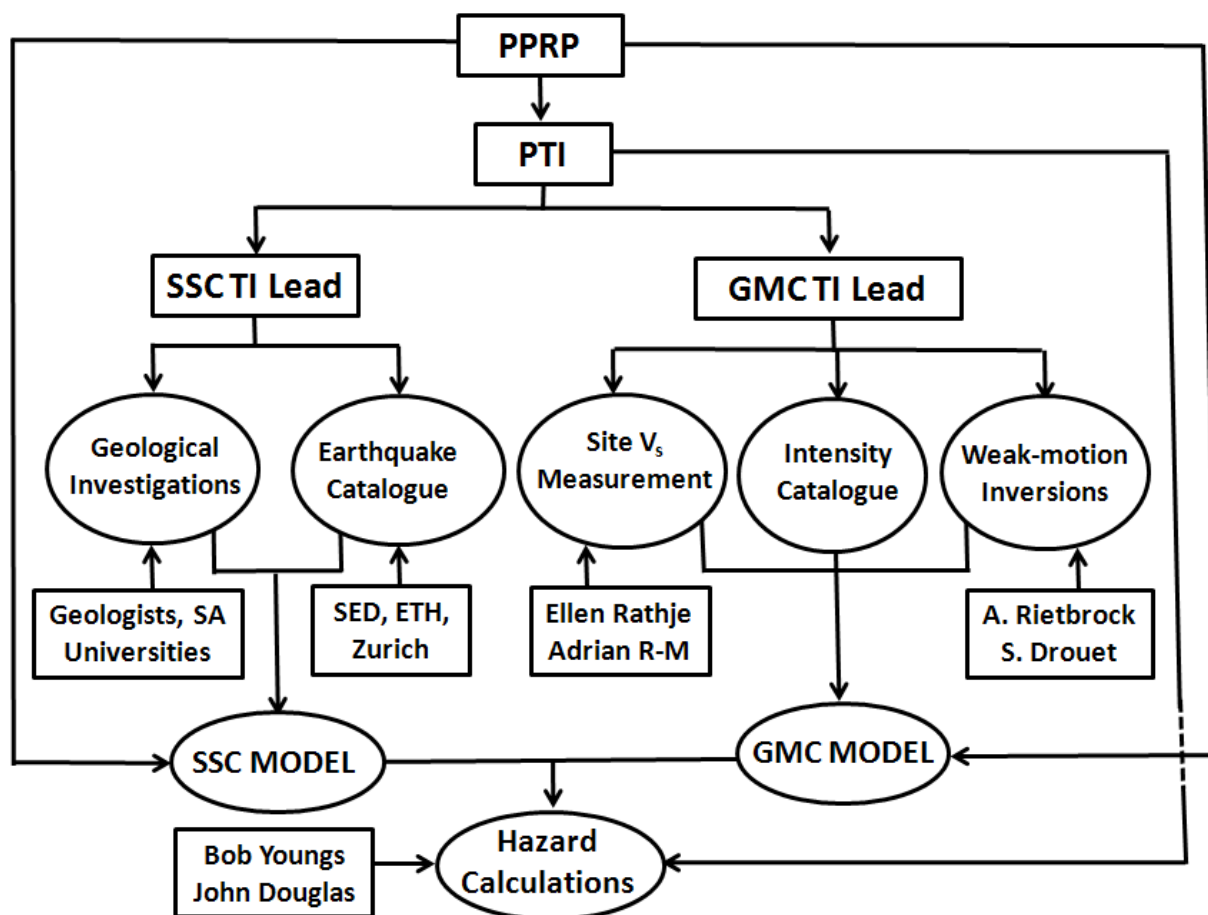 PPRP
PTI
SSC TI Lead
GMC TI Lead
Geological
Investigations
Earthquake
Catalogue
Site Vs
Measurement
Intensity
Catalogue
Weak-motion
Inversions
Geologists, SA
Universities
SED, ETH,
Zurich
Ellen Rathje
Adrian R-M
A. Rietbrock
S. Drouet
SSC MODEL
GMC MODEL
Bob Youngs
John Douglas
Hazard
Calculations